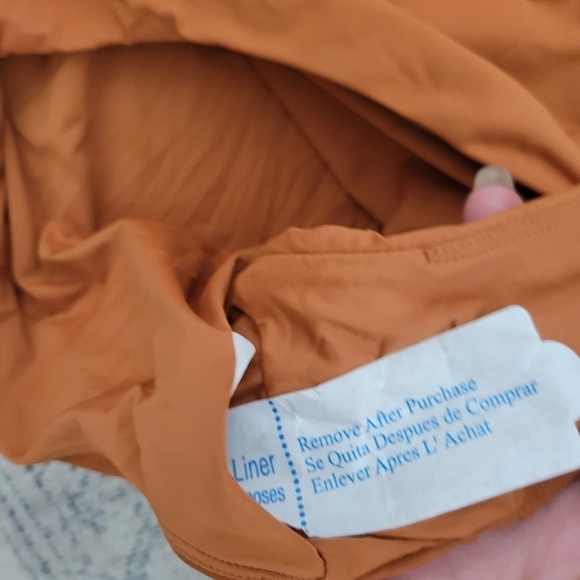 Remove After Purchase
Se Quita Despues de Comprar
Enlever Apres L' Achat
Liner